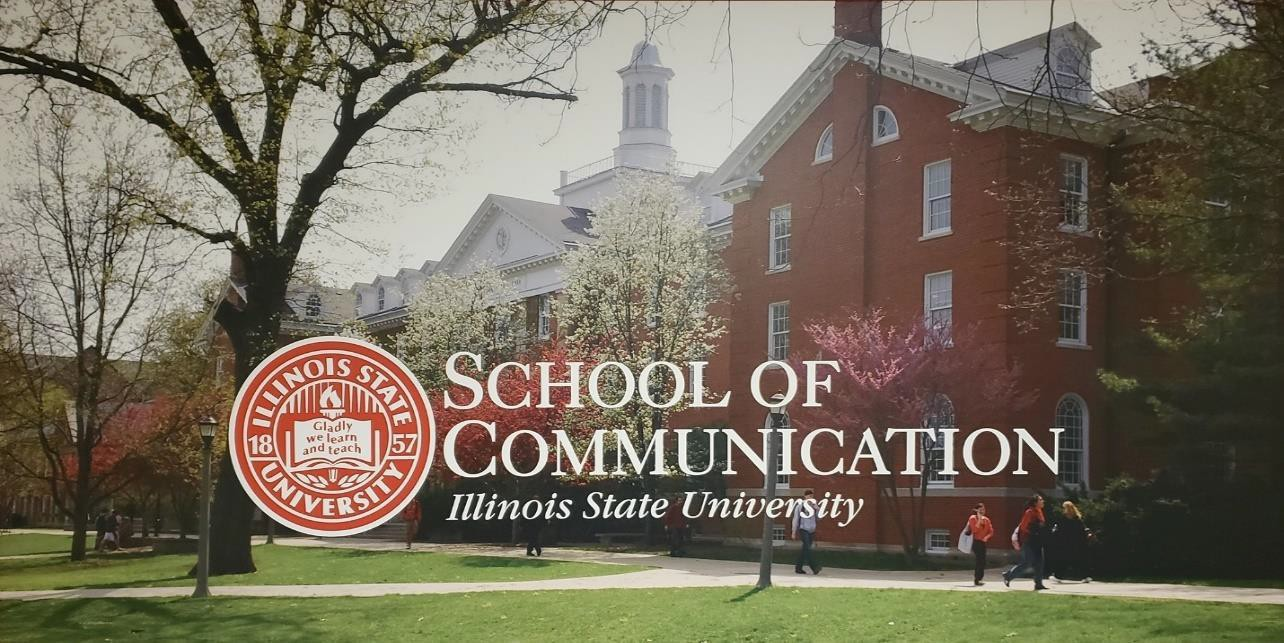 ILLINOIS STATE
18 57
Gladly
we learn
and teach
UNIVERSITY
SCHOOL OF
COMMUNICATION
Illinois State University